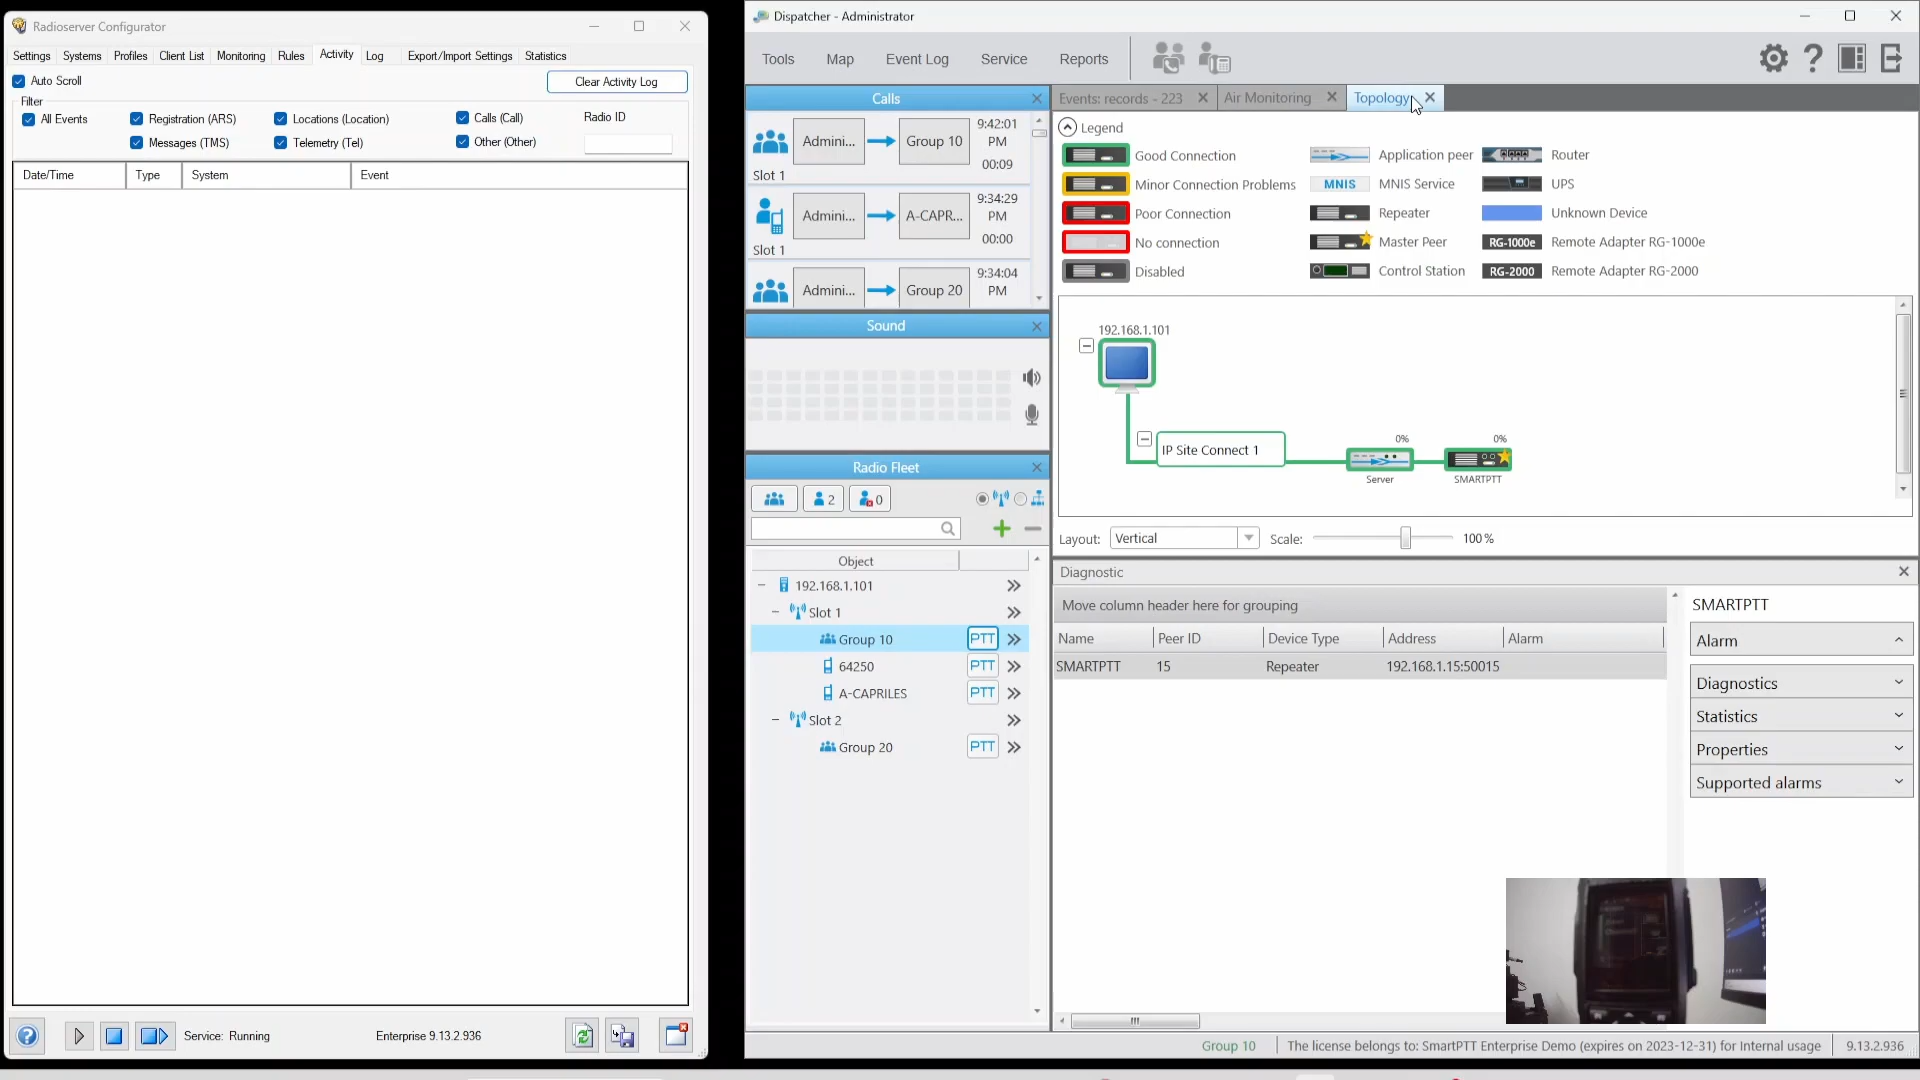 Radioserver Configurator
Settings Systems Profiles Client List Monitoring Rules Activity Log Export/Import Settings Statistics
Auto Scroll
Clear Activity Log
Filter
All Events
Registration (ARS)
Locations (Location)
Calls (Call)
Radio ID
Messages (TMS)
Telemetry (Tel)
Other (Other)
Date/Time Type System Event
Service: Running
Enterprise 9.13.2.936
Dispatcher - Administrator
Tools Map Event Log Service Reports
Calls
Admini...
Group 10
9:42:01 PM
00:09
Slot 1
Admini...
A-CAPR...
9:34:29 PM
00:00
Slot 1
Admini...
Group 20
9:34:04 PM
Sound
Radio Fleet
2
0
Object
192.168.1.101
Slot 1
Group 10 PTT
64250 PTT
A-CAPRILES PTT
Slot 2
Group 20 PTT
Events: records - 223
Air Monitoring
Topology
Legend
Good Connection
Application peer
Router
Minor Connection Problems
MNIS
MNIS Service
UPS
Poor Connection
Repeater
Unknown Device
No connection
Master Peer
RG-1000e
Remote Adapter RG-1000e
Disabled
Control Station
RG-2000
Remote Adapter RG-2000
192.168.1.101
IP Site Connect 1
0%
Server
0%
SMARTPTT
Layout: Vertical
Scale: 100%
Diagnostic
Move column header here for grouping
Name Peer ID Device Type Address Alarm
SMARTPTT 15 Repeater 192.168.1.15:50015
SMARTPTT
Alarm
Diagnostics
Statistics
Properties
Supported alarms
Group 10
The license belongs to: SmartPTT Enterprise Demo (expires on 2023-12-31) for Internal usage
9.13.2.936